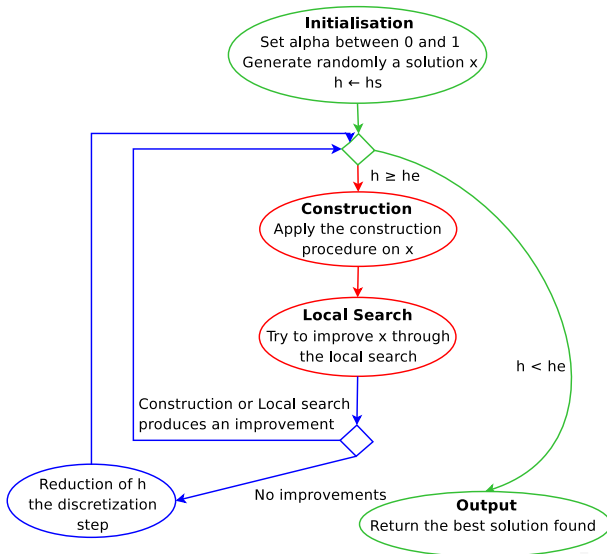 Initialisation
Set alpha between 0 and 1
Generate randomly a solution x
h ← hs
h ≥ he
Construction
Apply the construction
procedure on x
Local Search
Try to improve x through
the local search
h < he
Construction or Local search
produces an improvement
Reduction of h
the discretization
step
No improvements
Output
Return the best solution found